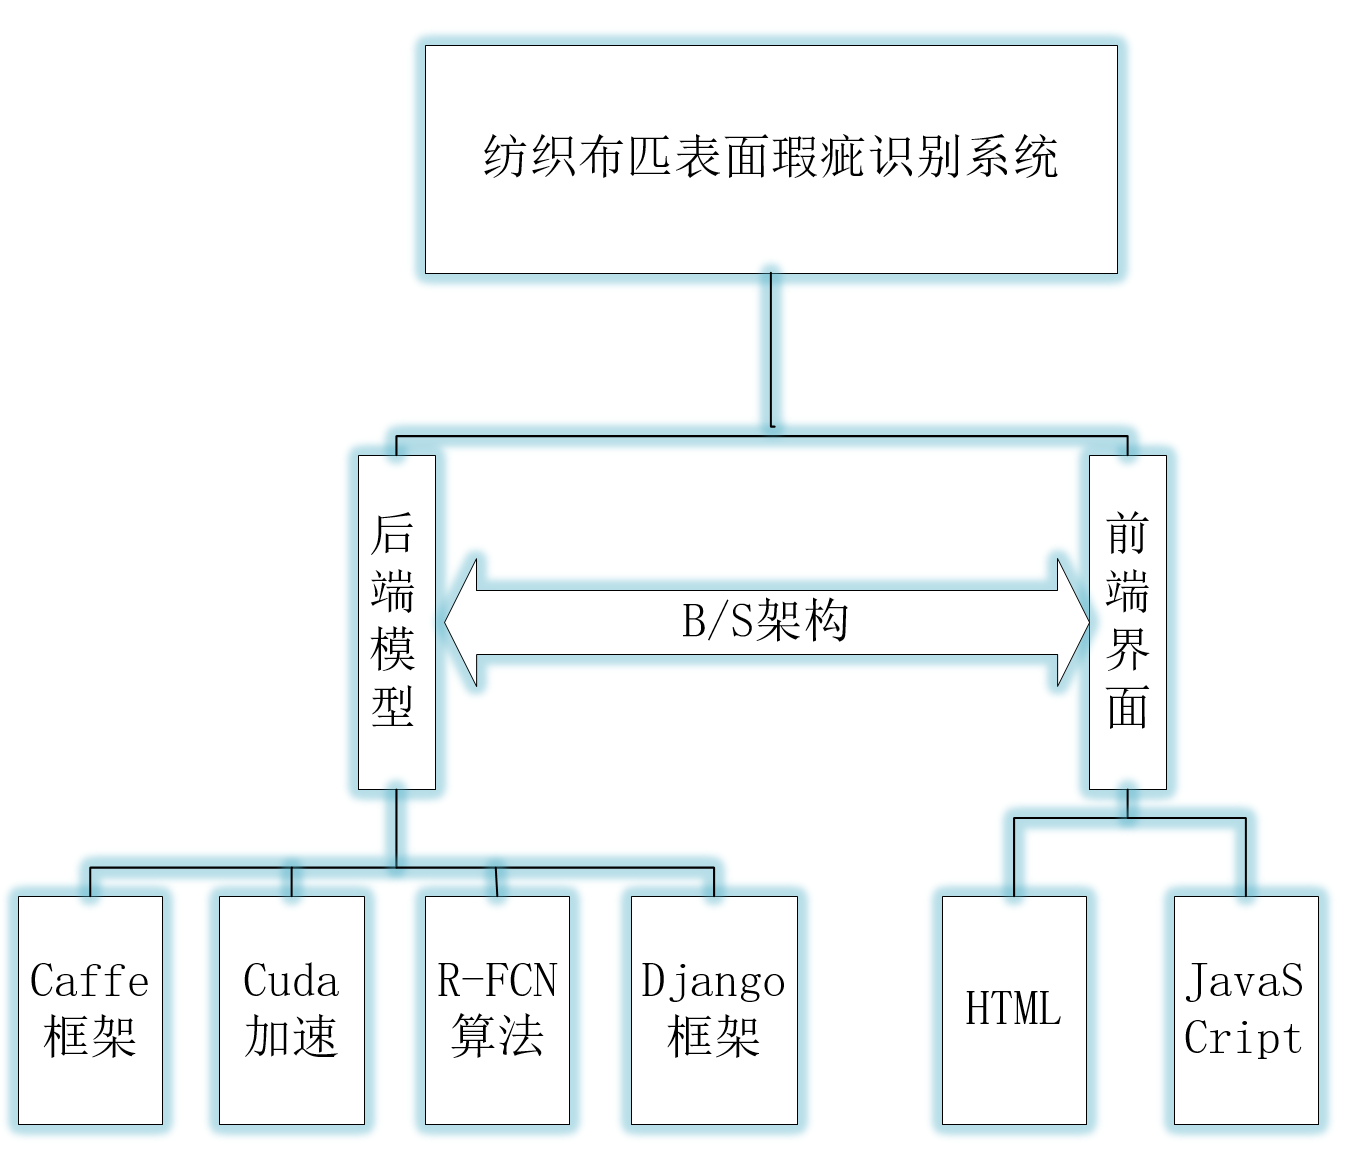 纺织布匹表面瑕疵识别系统
后端模型
B/S架构
前端界面
Caffe
框架
Cuda
加速
R-FCN
算法
Django
框架
HTML
JavaS
Cript